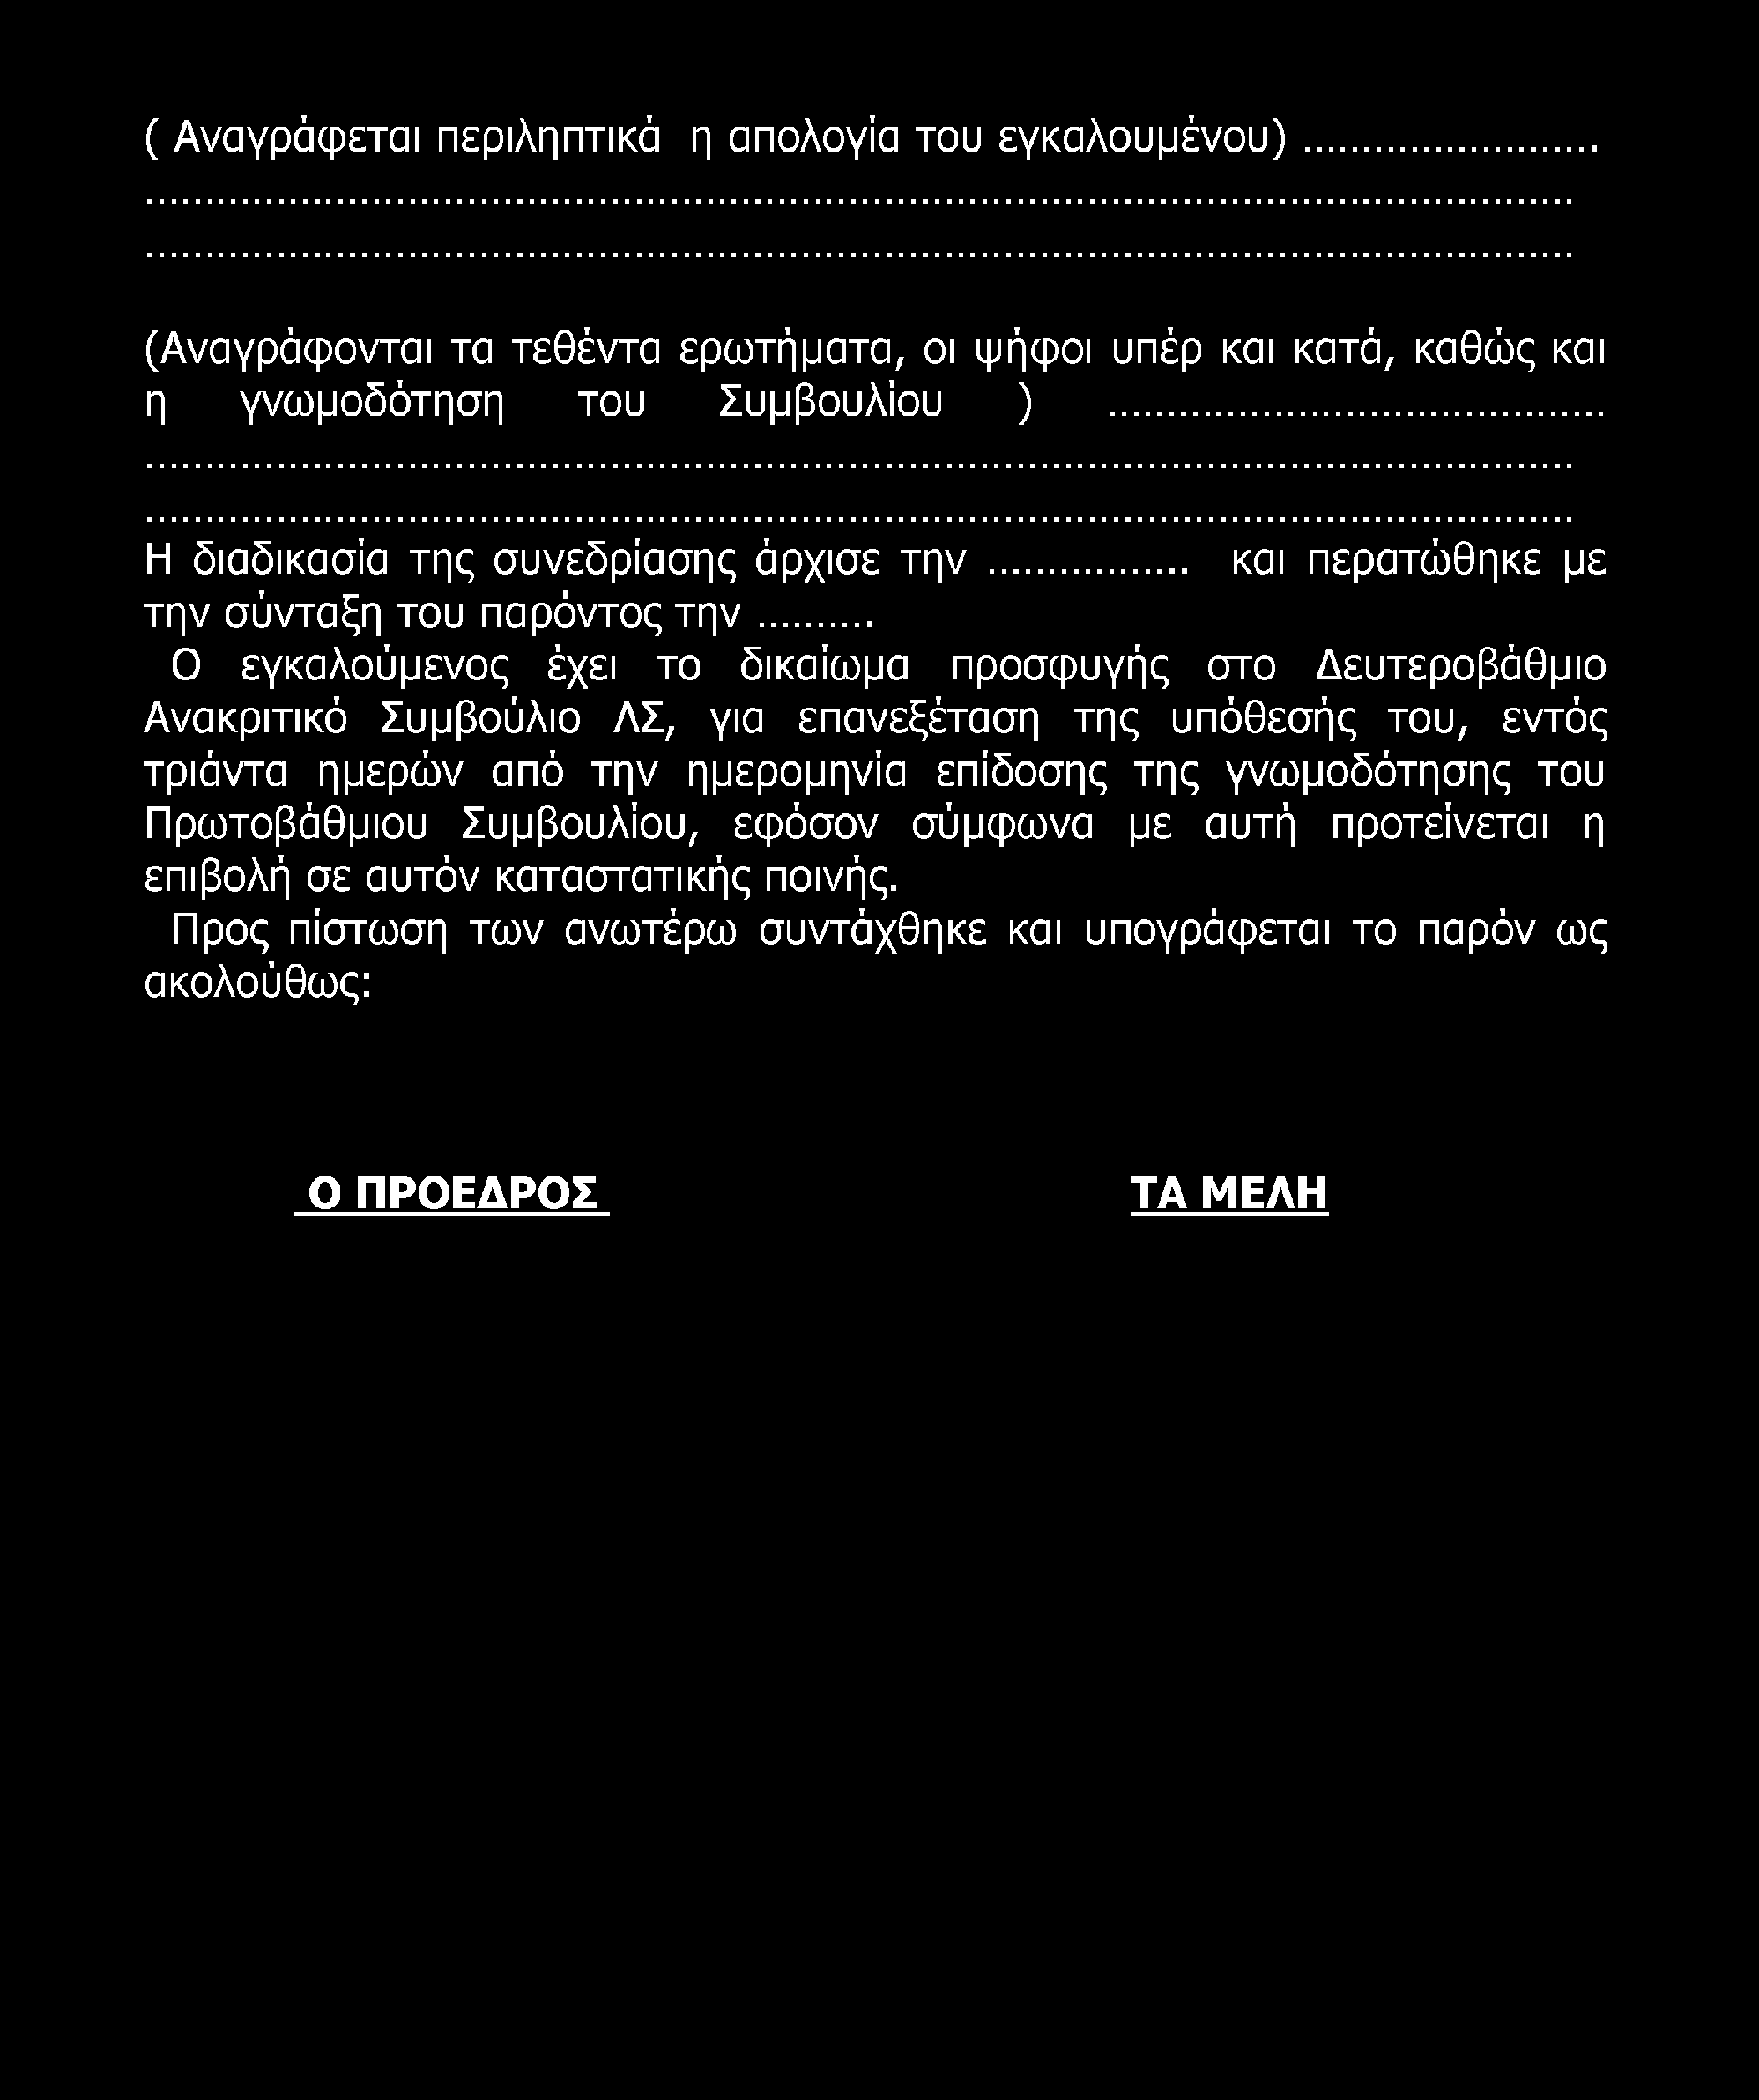 ( Αναγράφεται περιληπτικά η απολογία του εγκαλουμένου) .........................
........................................................................................................................
........................................................................................................................
(Αναγράφονται τα τεθέντα ερωτήματα, οι ψήφοι υπέρ και κατά, καθώς και
η γνωμοδότηση του Συμβουλίου ) ..........................................
........................................................................................................................
........................................................................................................................
Η διαδικασία της συνεδρίασης άρχισε την ................. και περατώθηκε με
την σύνταξη του παρόντος την ..........
Ο εγκαλούμενος έχει το δικαίωμα προσφυγής στο Δευτεροβάθμιο
Ανακριτικό Συμβούλιο ΛΣ, για επανεξέταση της υπόθεσής του, εντός
τριάντα ημερών από την ημερομηνία επίδοσης της γνωμοδότησης του
Πρωτοβάθμιου Συμβουλίου, εφόσον σύμφωνα με αυτή προτείνεται η
επιβολή σε αυτόν καταστατικής ποινής.
Προς πίστωση των ανωτέρω συντάχθηκε και υπογράφεται το παρόν ως
ακολούθως:
Ο ΠΡΟΕΔΡΟΣ ΤΑ ΜΕΛΗ